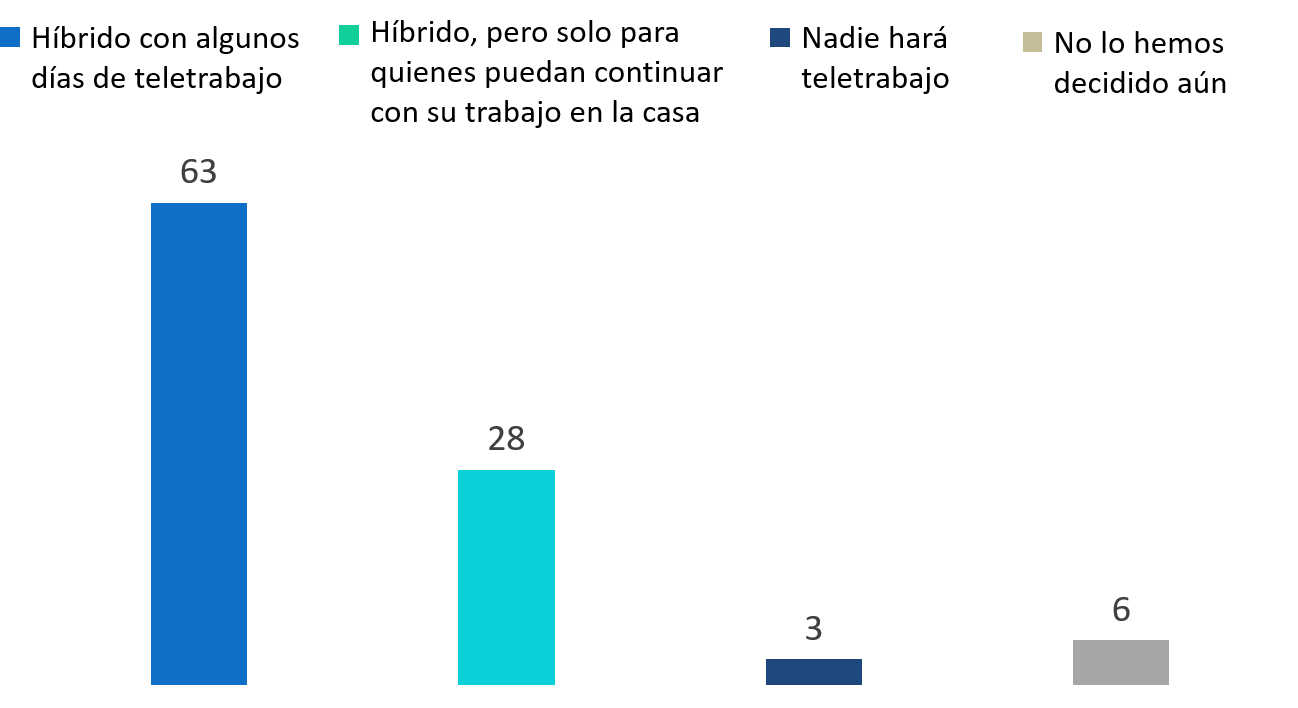 Híbrido con algunos
días de teletrabajo
Híbrido, pero solo para
quienes puedan continuar
con su trabajo en la casa
Nadie hará
teletrabajo
No lo hemos
decidido aún
63
28
3
6